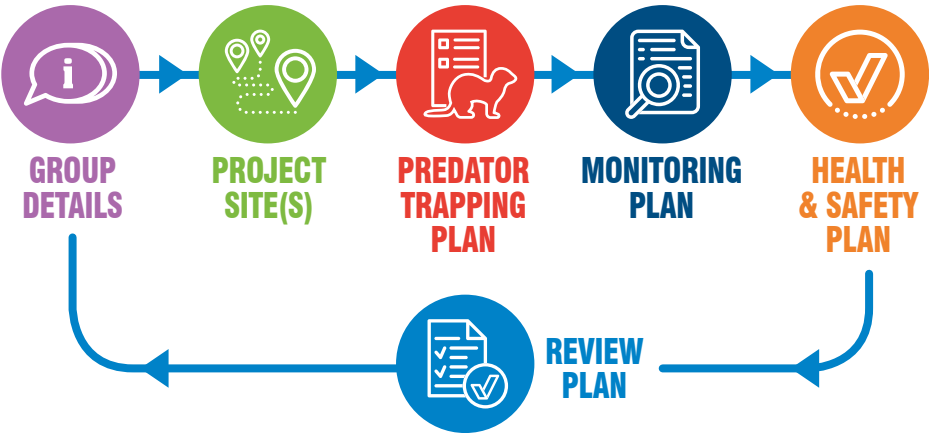 GROUP
DETAILS
PROJECT
SITE(S)
PREDATOR
TRAPPING
PLAN
MONITORING
PLAN
HEALTH
& SAFETY
PLAN
REVIEW
PLAN